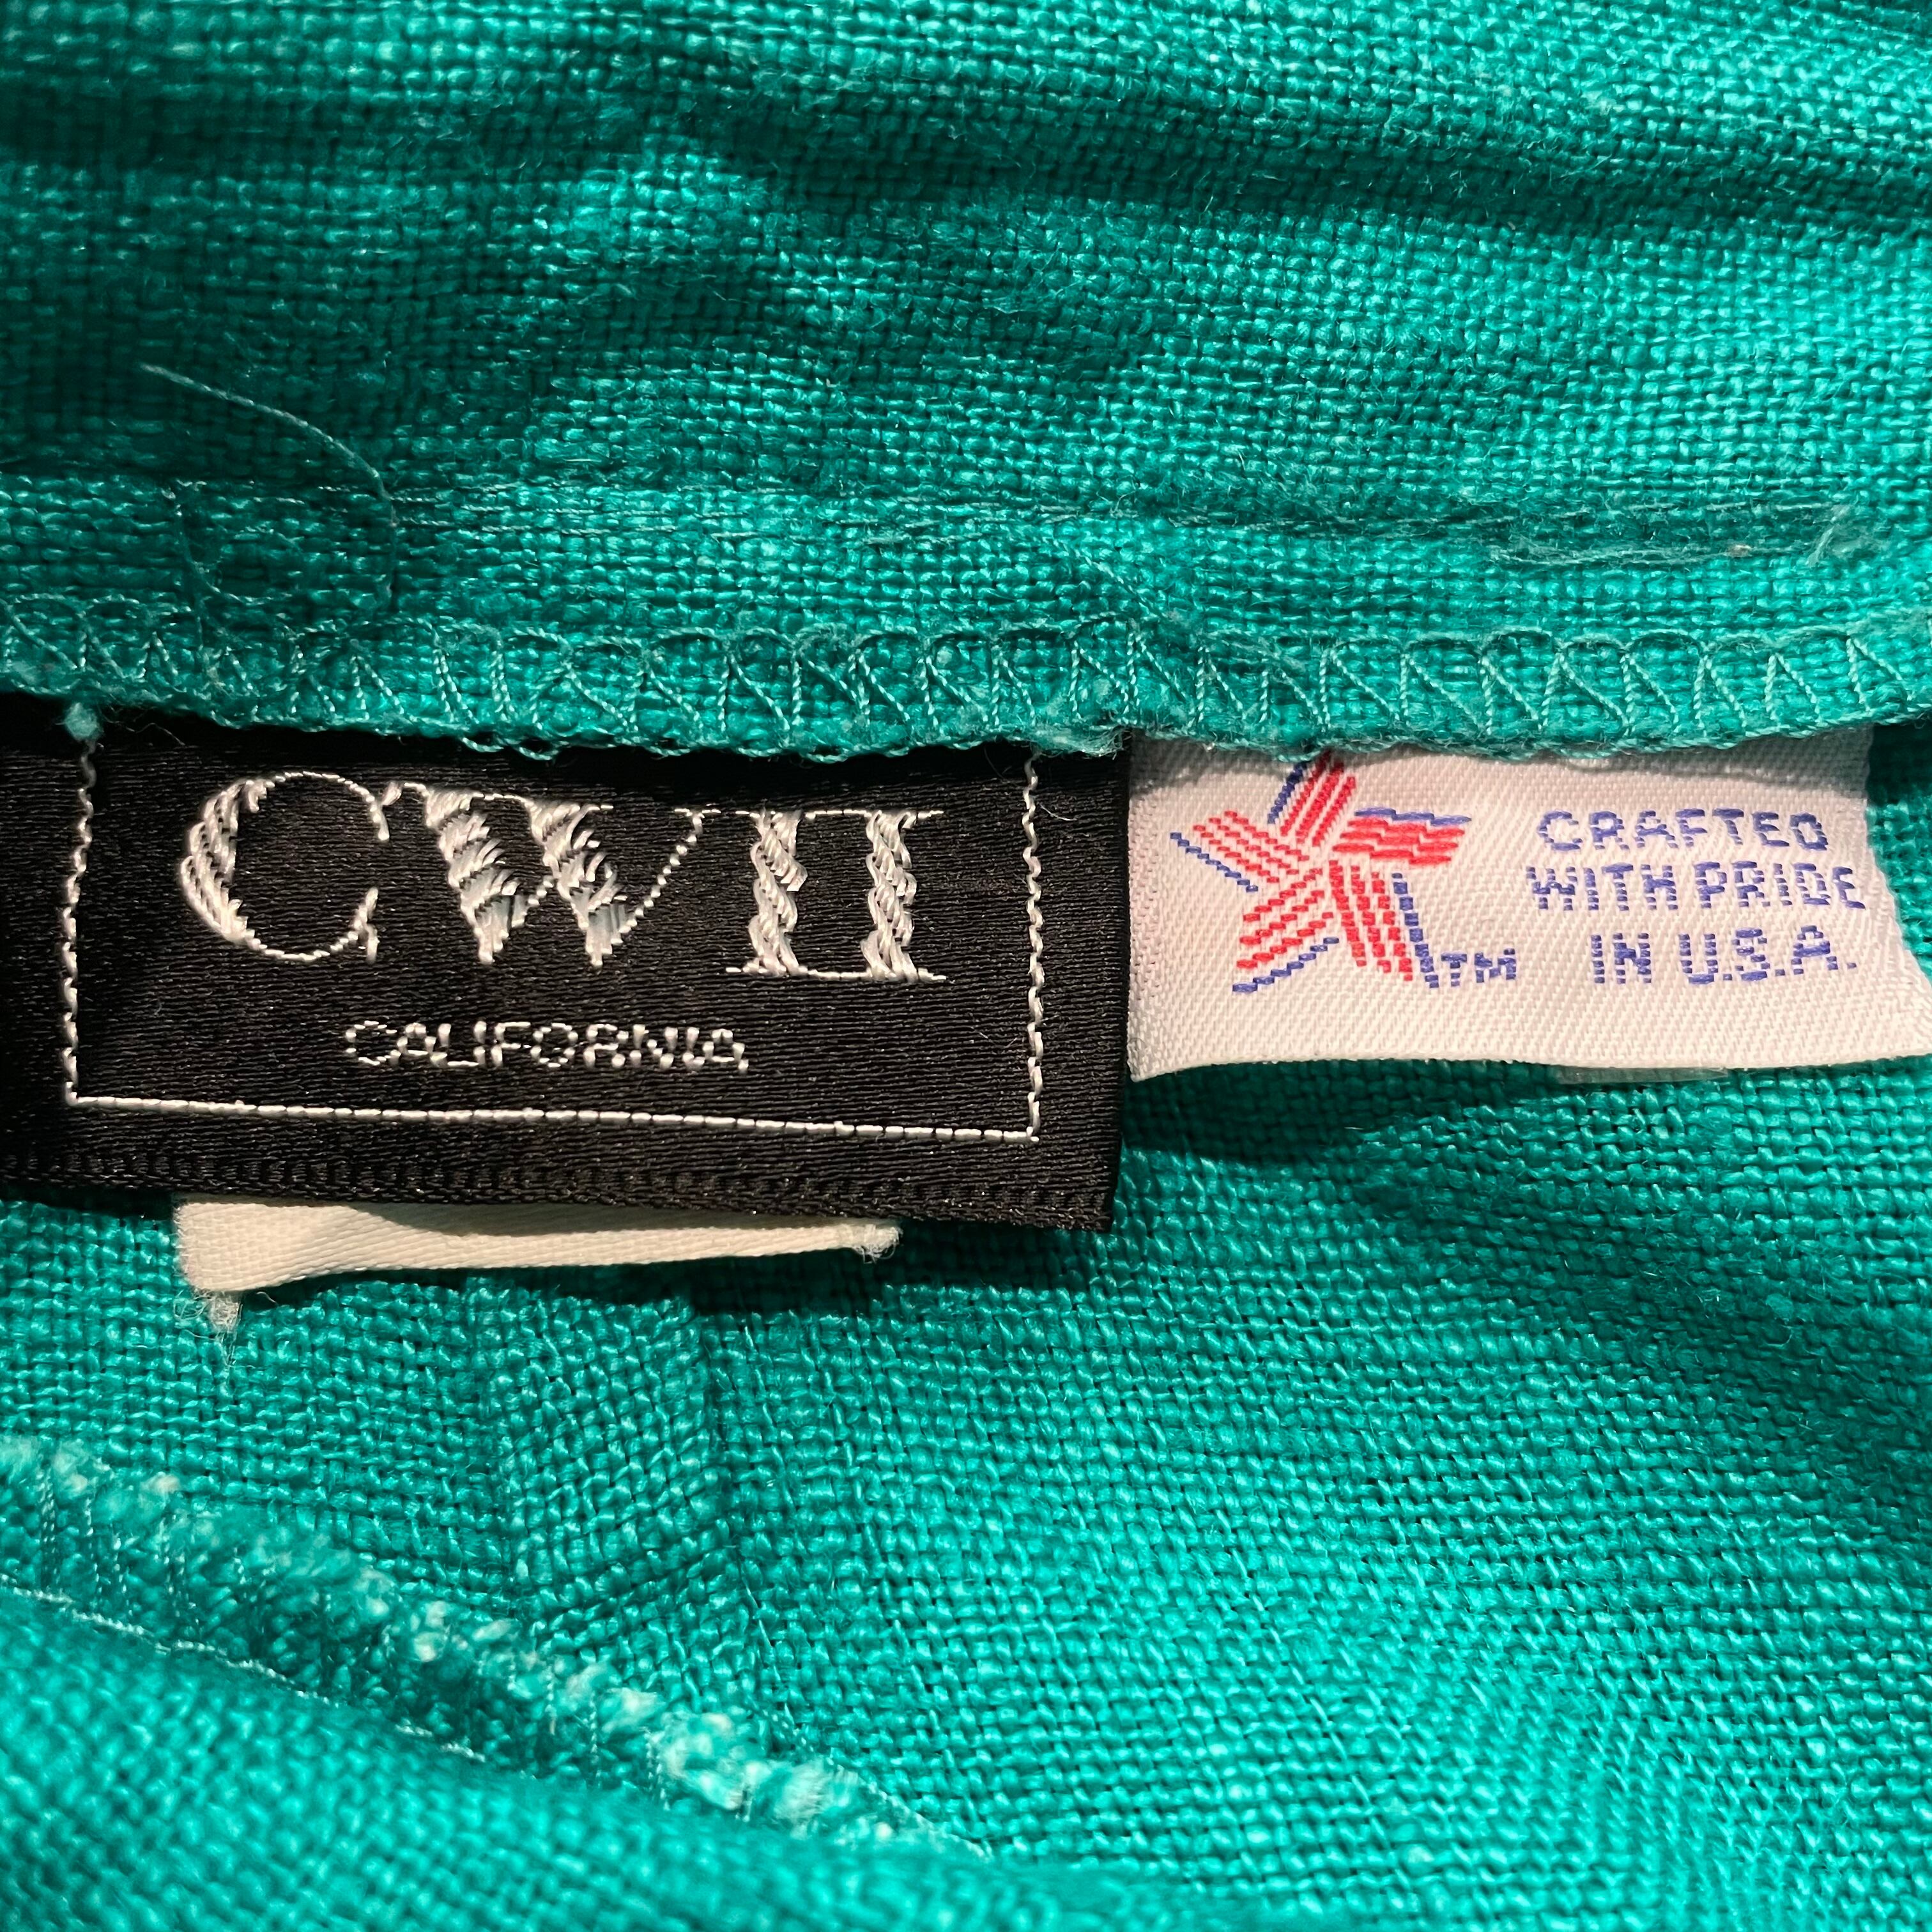 CWII
CALIFORNIA
CRAFTED
WITH PRIDE
IN U.S.A.
TM